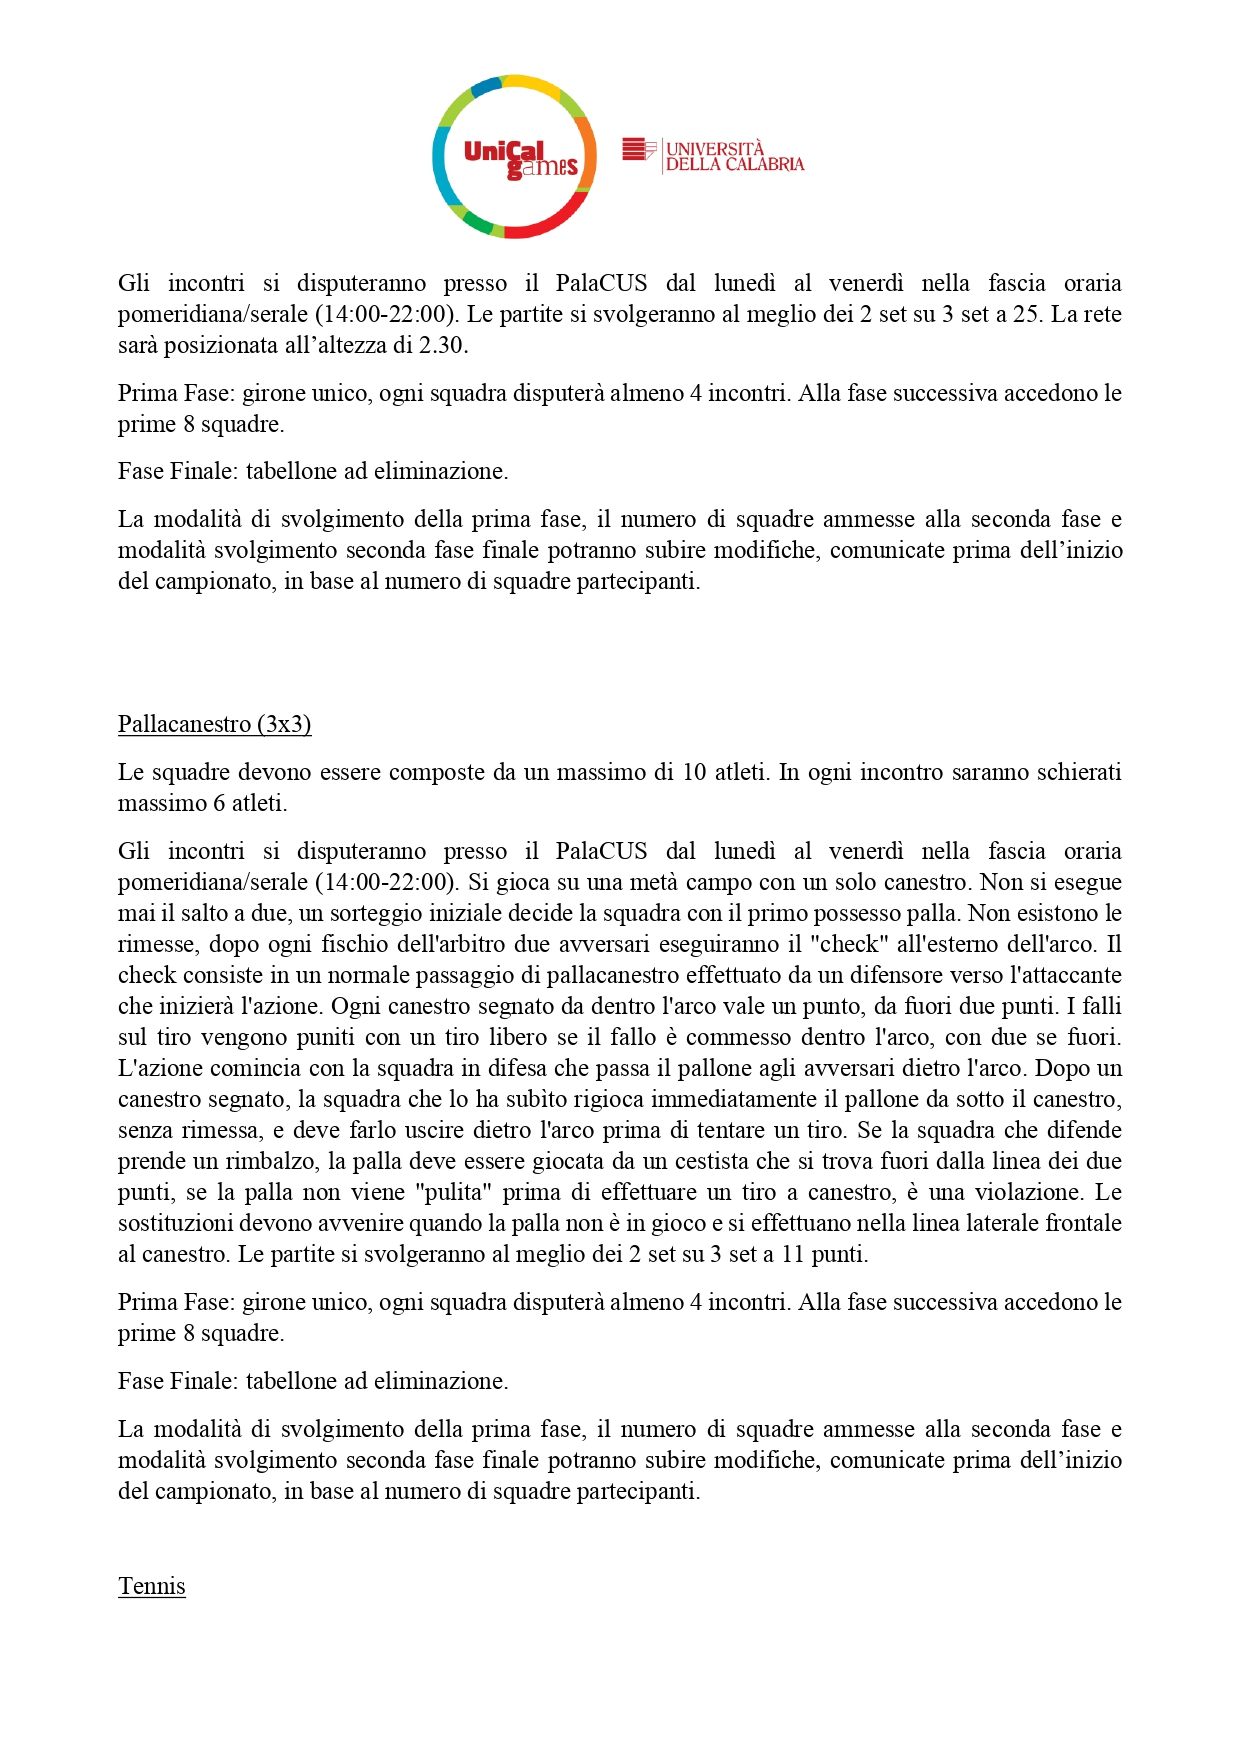 UniCal
games
UNIVERSITÀ
DELLA CALABRIA
Gli incontri si disputeranno presso il PalaCUS dal lunedì al venerdì nella fascia oraria
pomeridiana/serale (14:00-22:00). Le partite si svolgeranno al meglio dei 2 set su 3 set a 25. La rete
sarà posizionata all’altezza di 2.30.
Prima Fase: girone unico, ogni squadra disputerà almeno 4 incontri. Alla fase successiva accedono le
prime 8 squadre.
Fase Finale: tabellone ad eliminazione.
La modalità di svolgimento della prima fase, il numero di squadre ammesse alla seconda fase e
modalità svolgimento seconda fase finale potranno subire modifiche, comunicate prima dell’inizio
del campionato, in base al numero di squadre partecipanti.
Pallacanestro (3x3)
Le squadre devono essere composte da un massimo di 10 atleti. In ogni incontro saranno schierati
massimo 6 atleti.
Gli incontri si disputeranno presso il PalaCUS dal lunedì al venerdì nella fascia oraria
pomeridiana/serale (14:00-22:00). Si gioca su una metà campo con un solo canestro. Non si esegue
mai il salto a due, un sorteggio iniziale decide la squadra con il primo possesso palla. Non esistono le
rimesse, dopo ogni fischio dell'arbitro due avversari eseguiranno il "check" all'esterno dell'arco. Il
check consiste in un normale passaggio di pallacanestro effettuato da un difensore verso l'attaccante
che inizierà l'azione. Ogni canestro segnato da dentro l'arco vale un punto, da fuori due punti. I falli
sul tiro vengono puniti con un tiro libero se il fallo è commesso dentro l'arco, con due se fuori.
L'azione comincia con la squadra in difesa che passa il pallone agli avversari dietro l'arco. Dopo un
canestro segnato, la squadra che lo ha subìto rigioca immediatamente il pallone da sotto il canestro,
senza rimessa, e deve farlo uscire dietro l'arco prima di tentare un tiro. Se la squadra che difende
prende un rimbalzo, la palla deve essere giocata da un cestista che si trova fuori dalla linea dei due
punti, se la palla non viene "pulita" prima di effettuare un tiro a canestro, è una violazione. Le
sostituzioni devono avvenire quando la palla non è in gioco e si effettuano nella linea laterale frontale
al canestro. Le partite si svolgeranno al meglio dei 2 set su 3 set a 11 punti.
Prima Fase: girone unico, ogni squadra disputerà almeno 4 incontri. Alla fase successiva accedono le
prime 8 squadre.
Fase Finale: tabellone ad eliminazione.
La modalità di svolgimento della prima fase, il numero di squadre ammesse alla seconda fase e
modalità svolgimento seconda fase finale potranno subire modifiche, comunicate prima dell’inizio
del campionato, in base al numero di squadre partecipanti.
Tennis